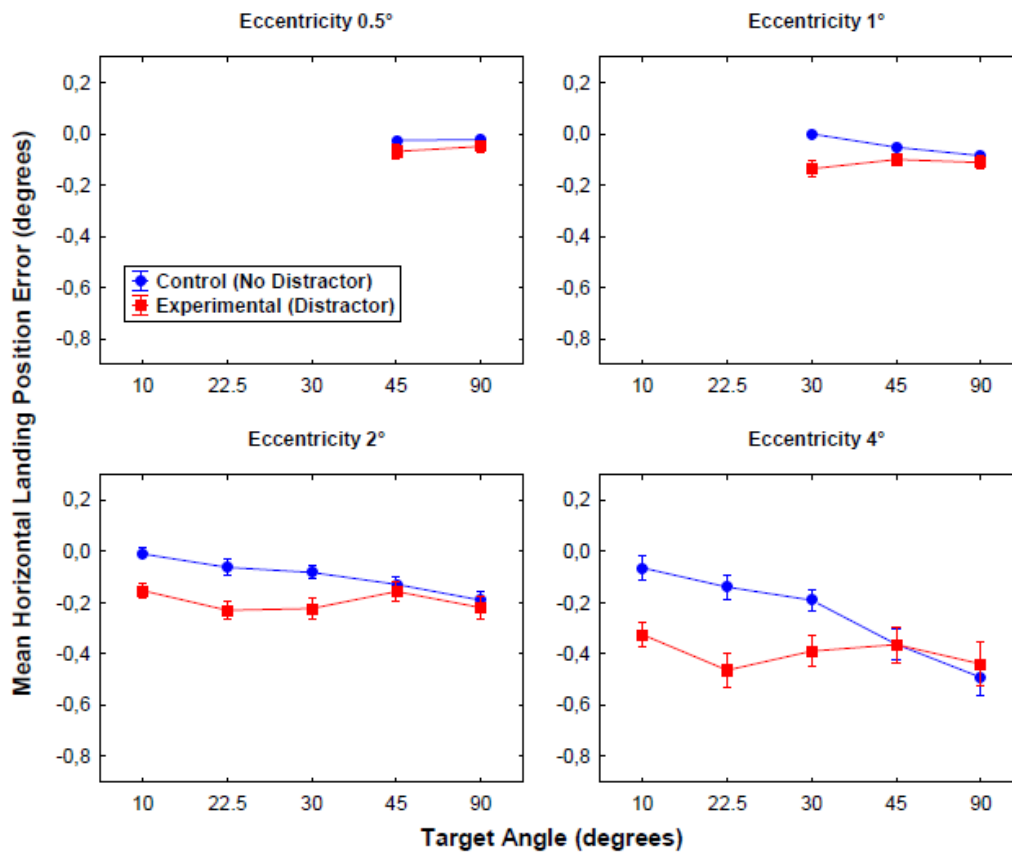 Eccentricity 0.5°
Eccentricity 1°
Mean Horizontal Landing Position Error (degrees)
0,2
0,0
-0,2
-0,4
-0,6
-0,8
Control (No Distractor)
Experimental (Distractor)
10 22.5 30 45 90
0,2
0,0
-0,2
-0,4
-0,6
-0,8
10 22.5 30 45 90
Eccentricity 2°
Eccentricity 4°
0,2
0,0
-0,2
-0,4
-0,6
-0,8
10 22.5 30 45 90
0,2
0,0
-0,2
-0,4
-0,6
-0,8
10 22.5 30 45 90
Target Angle (degrees)